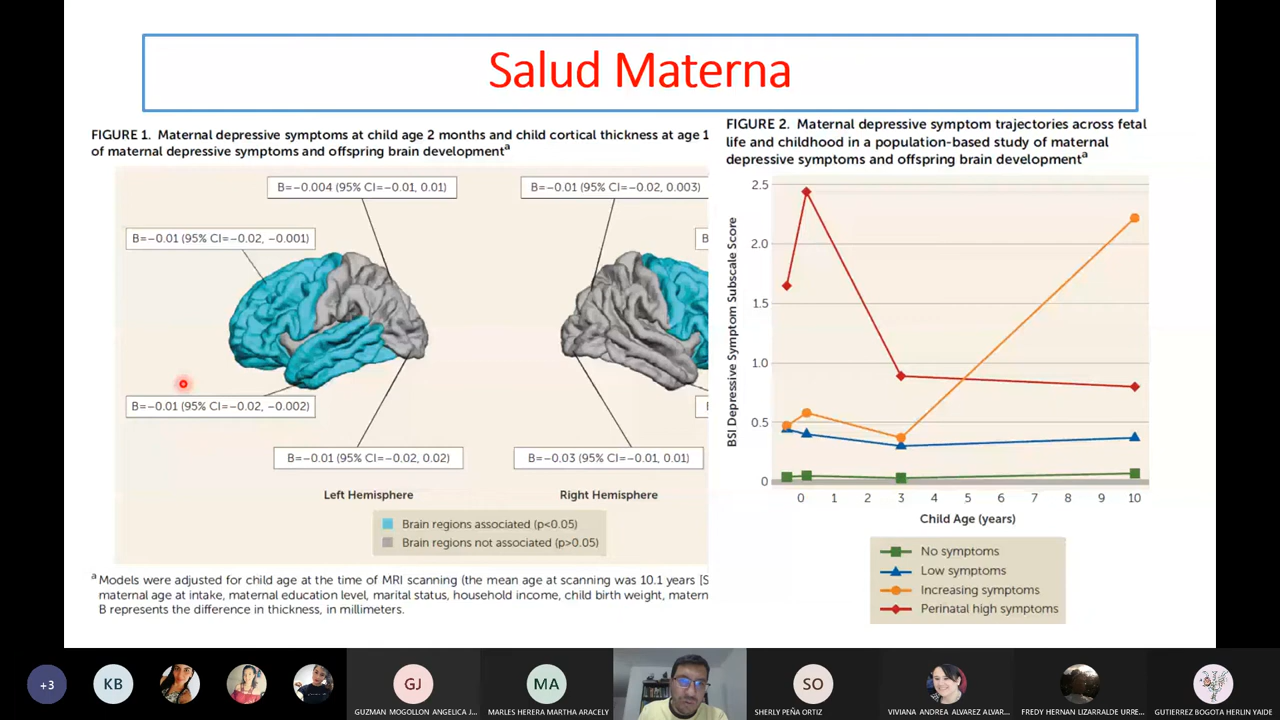 Salud Materna
FIGURE 1. Maternal depressive symptoms at child age 2 months and child cortical thickness at age 1
of maternal depressive symptoms and offspring brain development^a
B=−0.004 (95% CI=−0.01, 0.01)
B=−0.01 (95% CI=−0.02, 0.003)
B=−0.01 (95% CI=−0.02, −0.001)
B
B=−0.01 (95% CI=−0.02, −0.002)
B=−0.01 (95% CI=−0.02, 0.02)
B=−0.03 (95% CI=−0.01, 0.01)
Left Hemisphere
Right Hemisphere
Brain regions associated (p<0.05)
Brain regions not associated (p>0.05)
a Models were adjusted for child age at the time of MRI scanning (the mean age at scanning was 10.1 years [S
maternal age at intake, maternal education level, marital status, household income, child birth weight, matern
B represents the difference in thickness, in millimeters.
FIGURE 2. Maternal depressive symptom trajectories across fetal
life and childhood in a population-based study of maternal
depressive symptoms and offspring brain development^a
BSI Depressive Symptom Subscale Score
2.5
2.0
1.5
1.0
0.5
0
0 1 2 3 4 5 6 7 8 9 10
Child Age (years)
No symptoms
Low symptoms
Increasing symptoms
Perinatal high symptoms
+3
KB
GJ
MA
SO
GUZMAN MOGOLLON ANGELICA J...
MARLES HERERA MARTHA ARACELY
SHERLY PEÑA ORTIZ
VIVIANA ANDREA ALVAREZ ALVAR...
FREDY HERNAN LIZARRALDE URRE...
GUTIERREZ BOGOTA HERLIN YAIDE